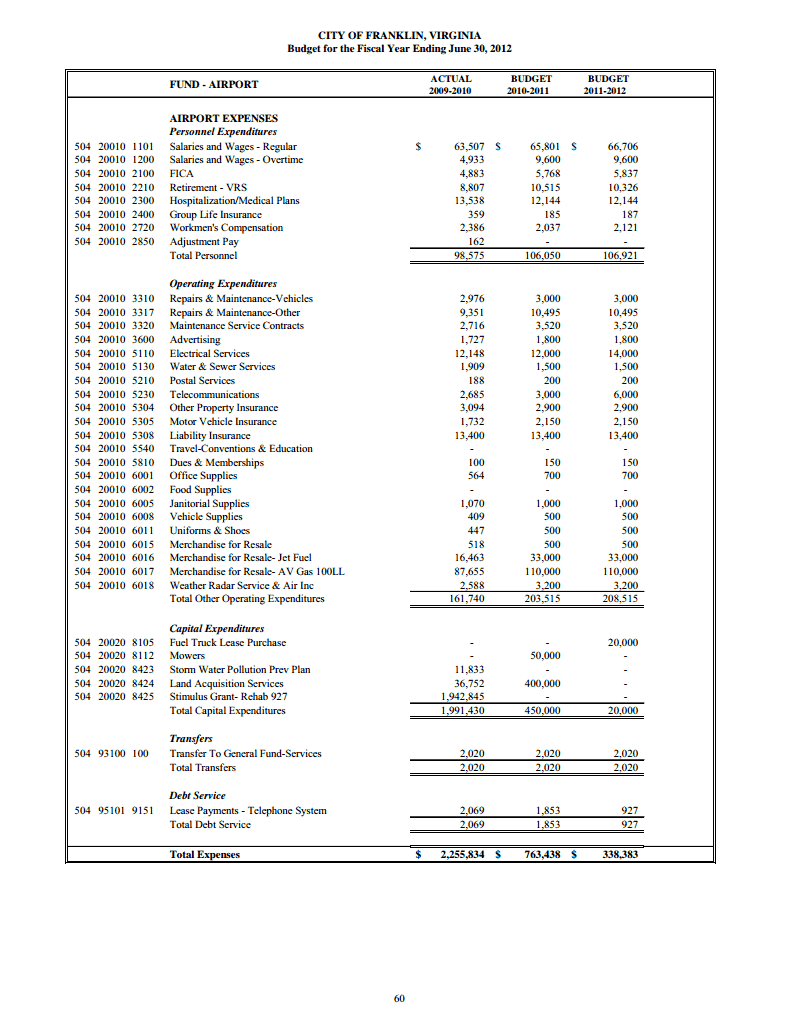 CITY OF FRANKLIN, VIRGINIA
Budget for the Fiscal Year Ending June 30, 2012
FUND - AIRPORT ACTUAL 2009-2010 BUDGET 2010-2011 BUDGET 2011-2012
AIRPORT EXPENSES
Personnel Expenditures
504 20010 1101 Salaries and Wages - Regular $ 63,507 $ 65,801 $ 66,706
504 20010 1200 Salaries and Wages - Overtime 4,933 9,600 9,600
504 20010 2100 FICA 4,883 5,768 5,837
504 20010 2210 Retirement - VRS 8,807 10,515 10,326
504 20010 2300 Hospitalization/Medical Plans 13,538 12,144 12,144
504 20010 2400 Group Life Insurance 359 185 187
504 20010 2720 Workmen's Compensation 2,386 2,037 2,121
504 20010 2850 Adjustment Pay 162 - -
Total Personnel 98,575 106,050 106,921
Operating Expenditures
504 20010 3310 Repairs & Maintenance-Vehicles 2,976 3,000 3,000
504 20010 3317 Repairs & Maintenance-Other 9,351 10,495 10,495
504 20010 3320 Maintenance Service Contracts 2,716 3,520 3,520
504 20010 3600 Advertising 1,727 1,800 1,800
504 20010 5110 Electrical Services 12,148 12,000 14,000
504 20010 5130 Water & Sewer Services 1,909 1,500 1,500
504 20010 5210 Postal Services 188 200 200
504 20010 5230 Telecommunications 2,685 3,000 6,000
504 20010 5304 Other Property Insurance 3,094 2,900 2,900
504 20010 5305 Motor Vehicle Insurance 1,732 2,150 2,150
504 20010 5308 Liability Insurance 13,400 13,400 13,400
504 20010 5540 Travel-Conventions & Education - - -
504 20010 5810 Dues & Memberships 100 150 150
504 20010 6001 Office Supplies 564 700 700
504 20010 6002 Food Supplies - - -
504 20010 6005 Janitorial Supplies 1,070 1,000 1,000
504 20010 6008 Vehicle Supplies 409 500 500
504 20010 6011 Uniforms & Shoes 447 500 500
504 20010 6015 Merchandise for Resale 518 500 500
504 20010 6016 Merchandise for Resale- Jet Fuel 16,463 33,000 33,000
504 20010 6017 Merchandise for Resale- AV Gas 100LL 87,655 110,000 110,000
504 20010 6018 Weather Radar Service & Air Inc 2,588 3,200 3,200
Total Other Operating Expenditures 161,740 203,515 208,515
Capital Expenditures
504 20020 8105 Fuel Truck Lease Purchase - - 20,000
504 20020 8112 Mowers - 50,000 -
504 20020 8423 Storm Water Pollution Prev Plan 11,833 - -
504 20020 8424 Land Acquisition Services 36,752 400,000 -
504 20020 8425 Stimulus Grant- Rehab 927 1,942,845 - -
Total Capital Expenditures 1,991,430 450,000 20,000
Transfers
504 93100 100 Transfer To General Fund-Services 2,020 2,020 2,020
Total Transfers 2,020 2,020 2,020
Debt Service
504 95101 9151 Lease Payments - Telephone System 2,069 1,853 927
Total Debt Service 2,069 1,853 927
Total Expenses $ 2,255,834 $ 763,438 $ 338,383
60